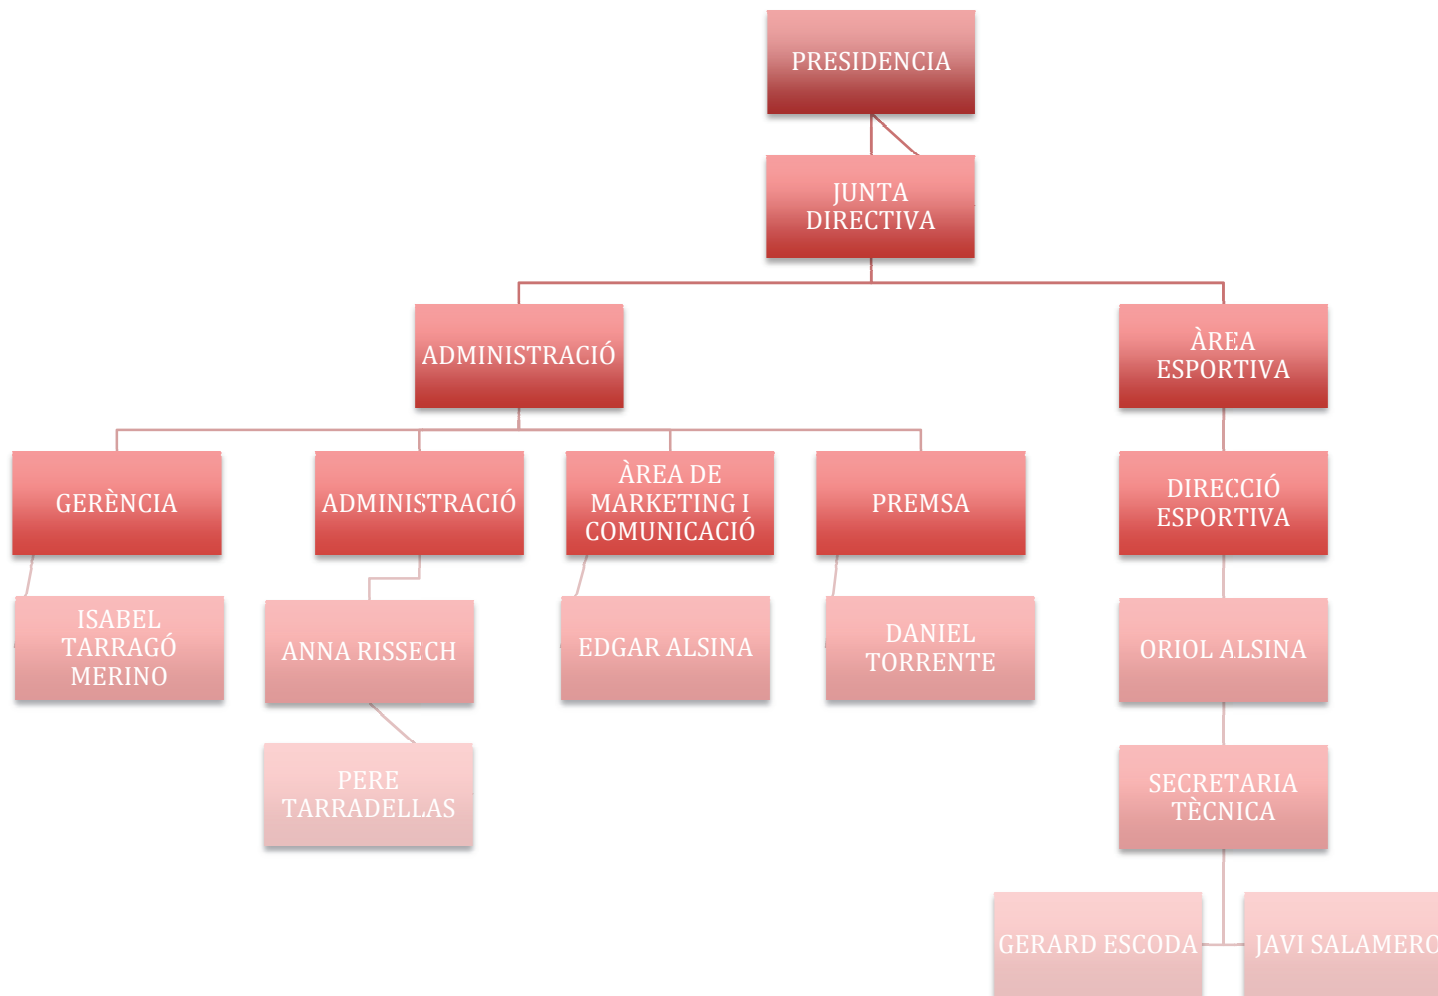 PRESIDENCIA
JUNTA
DIRECTIVA
ADMINISTRACIÓ
ÀREA
ESPORTIVA
GERÈNCIA
ADMINISTRACIÓ
ÀREA DE
MARKETING I
COMUNICACIÓ
PREMSA
DIRECCIÓ
ESPORTIVA
ISABEL
TARRAGÓ
MERINO
ANNA RISSECH
EDGAR ALSINA
DANIEL
TORRENTE
ORIOL ALSINA
PERE
TARRADELLAS
SECRETARIA
TÈCNICA
GERARD ESCODA
JAVI SALAMERO